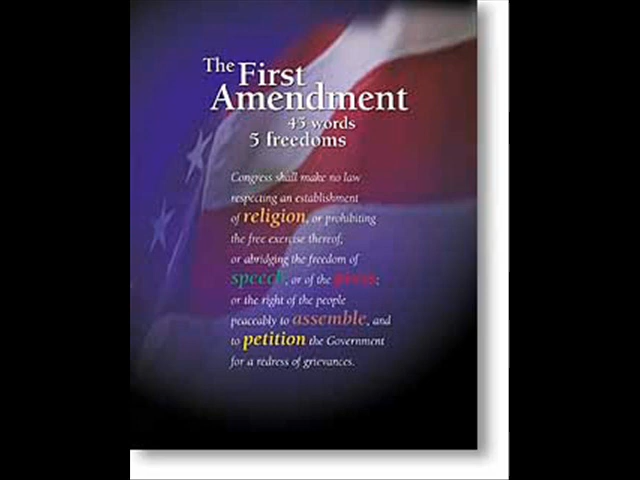 The
First
Amendment
45 words
5 freedoms
Congress shall make no law
respecting an establishment
of religion, or prohibiting
the free exercise thereof;
or abridging the freedom of
speech, or of the press;
or the right of the people
peaceably to assemble, and
to petition the Government
for a redress of grievances.